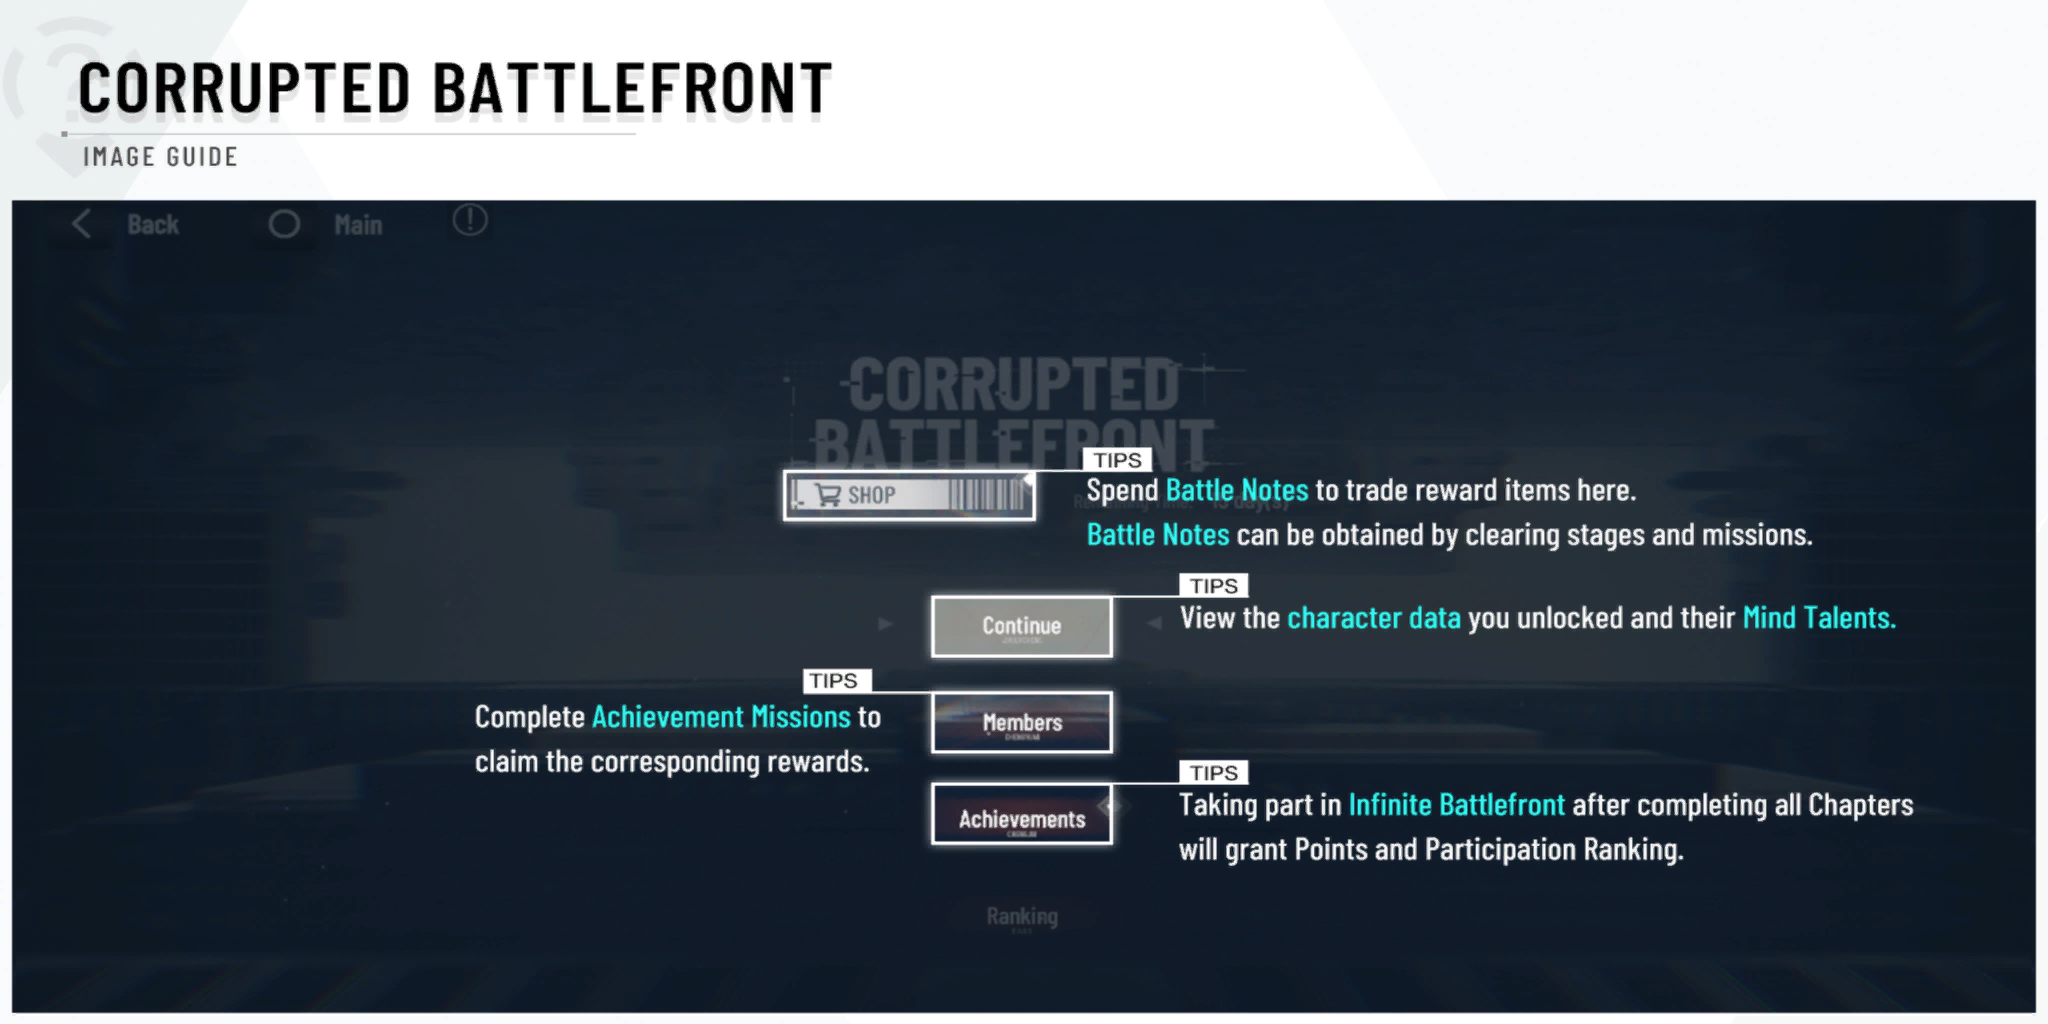 CORRUPTED BATTLEFRONT
IMAGE GUIDE
Back
Main
CORRUPTED
BATTLEFRONT
TIPS
SHOP
Spend Battle Notes to trade reward items here.
Battle Notes can be obtained by clearing stages and missions.
TIPS
Continue
View the character data you unlocked and their Mind Talents.
TIPS
Complete Achievement Missions to
claim the corresponding rewards.
Members
TIPS
Achievements
Taking part in Infinite Battlefront after completing all Chapters
will grant Points and Participation Ranking.
Ranking